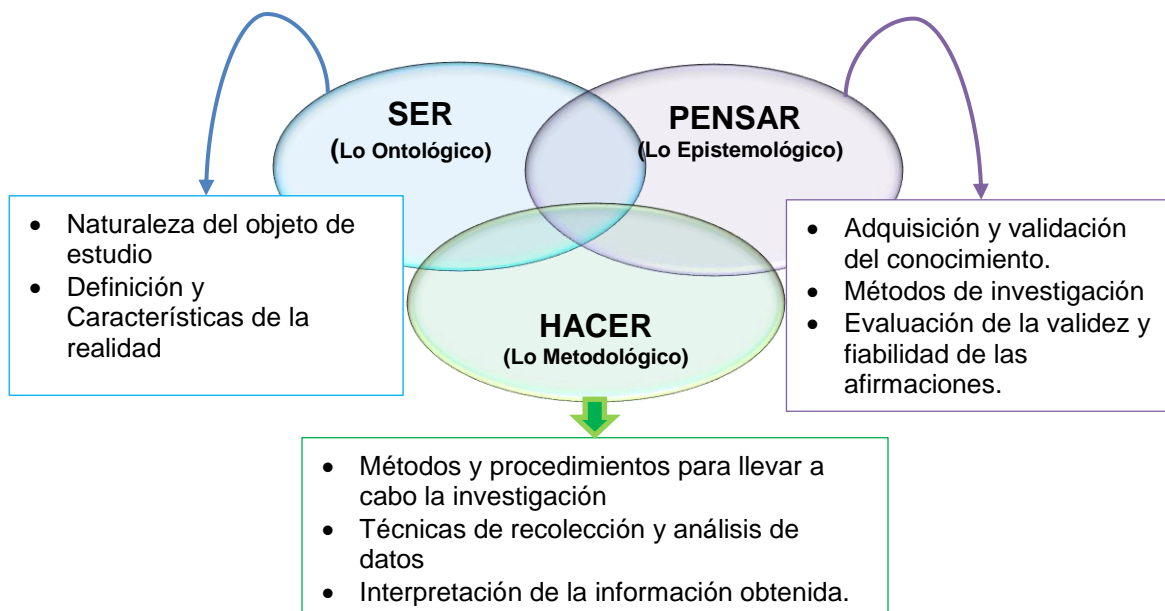 SER
(Lo Ontológico)
PENSAR
(Lo Epistemológico)
HACER
(Lo Metodológico)
• Naturaleza del objeto de
estudio
• Definición y
Características de la
realidad
• Adquisición y validación
del conocimiento.
• Métodos de investigación
• Evaluación de la validez y
fiabilidad de las
afirmaciones.
• Métodos y procedimientos para llevar a
cabo la investigación
• Técnicas de recolección y análisis de
datos
• Interpretación de la información obtenida.